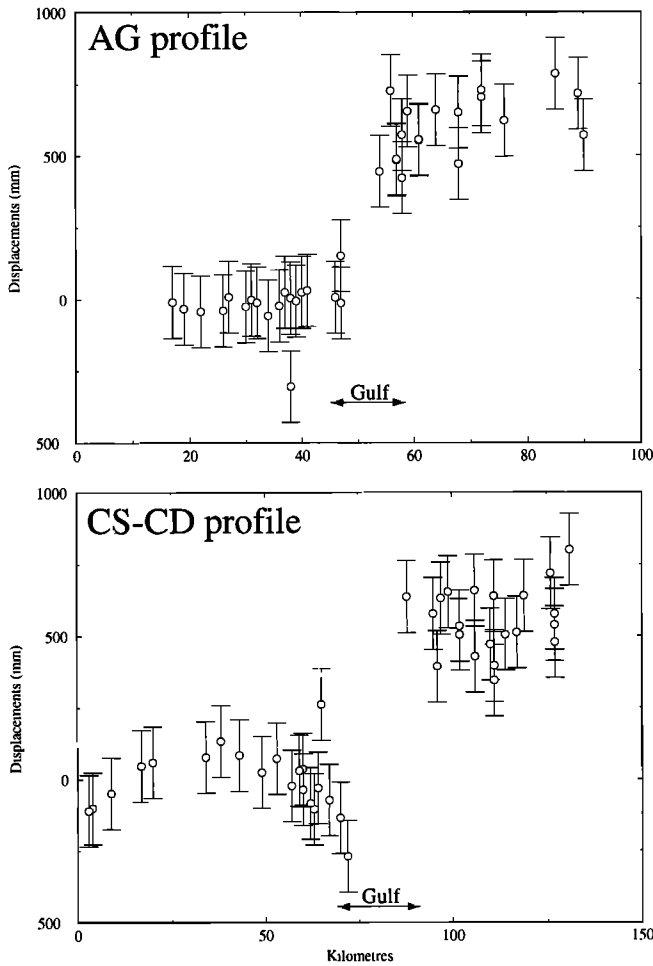 1000
AG profile
500
Displacements (mm)
0
Gulf
500
0 20 40 60 80 100
1000
CS-CD profile
500
Displacements (mm)
0
Gulf
500
0 50 100 150
Kilometres